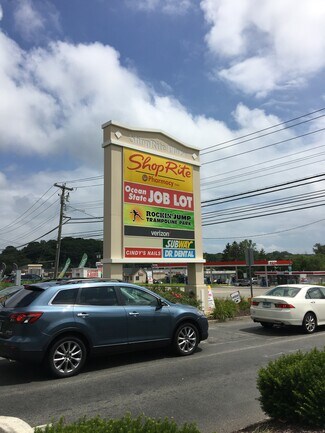 ShopRite
Pharmacy
Ocean
State JOB LOT
ROCKIN'JUMP
TRAMPOLINE PARK
verizon
SUBWAY
CINDY'S NAILS DR DENTAL